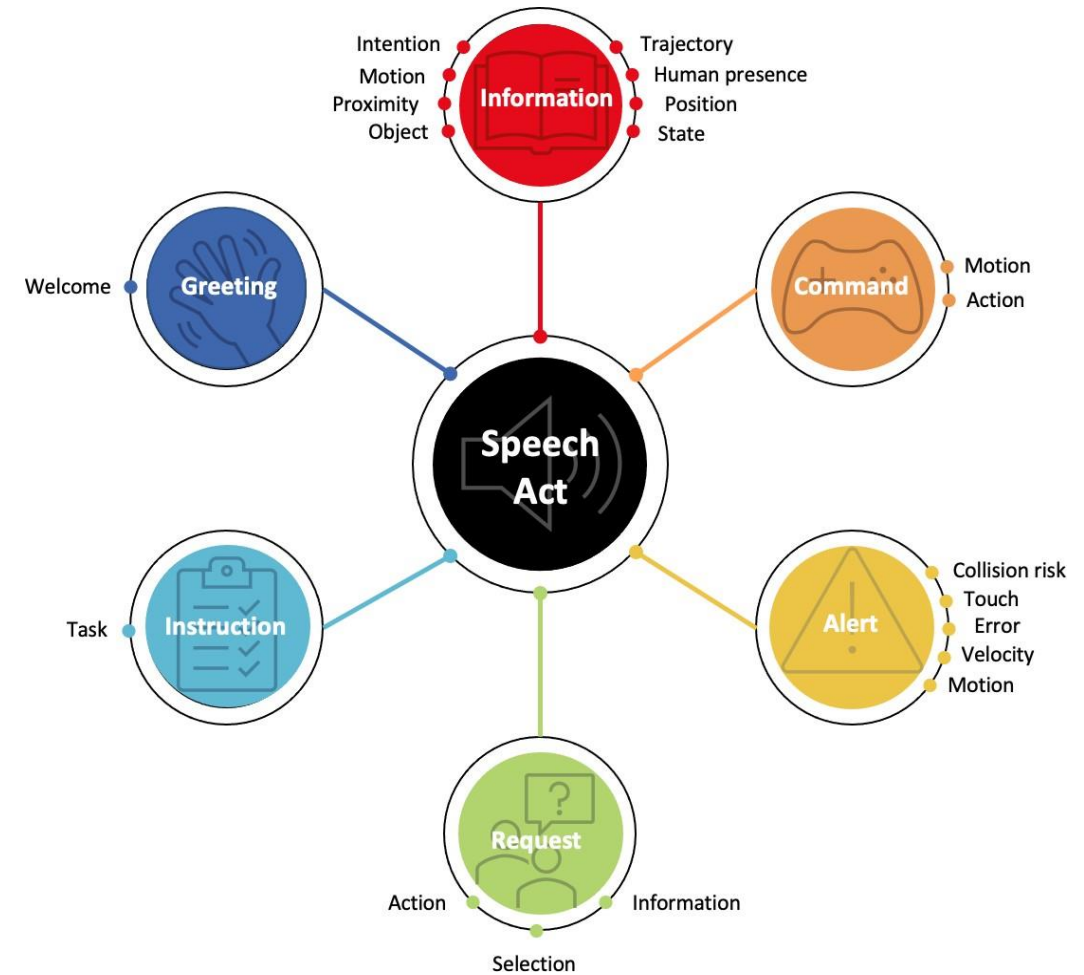 Intention
Motion
Proximity
Object
Information
Trajectory
Human presence
Position
State
Welcome
Greeting
Command
Motion
Action
Speech
Act
Task
Instruction
Alert
Collision risk
Touch
Error
Velocity
Motion
Request
Action
Selection
Information